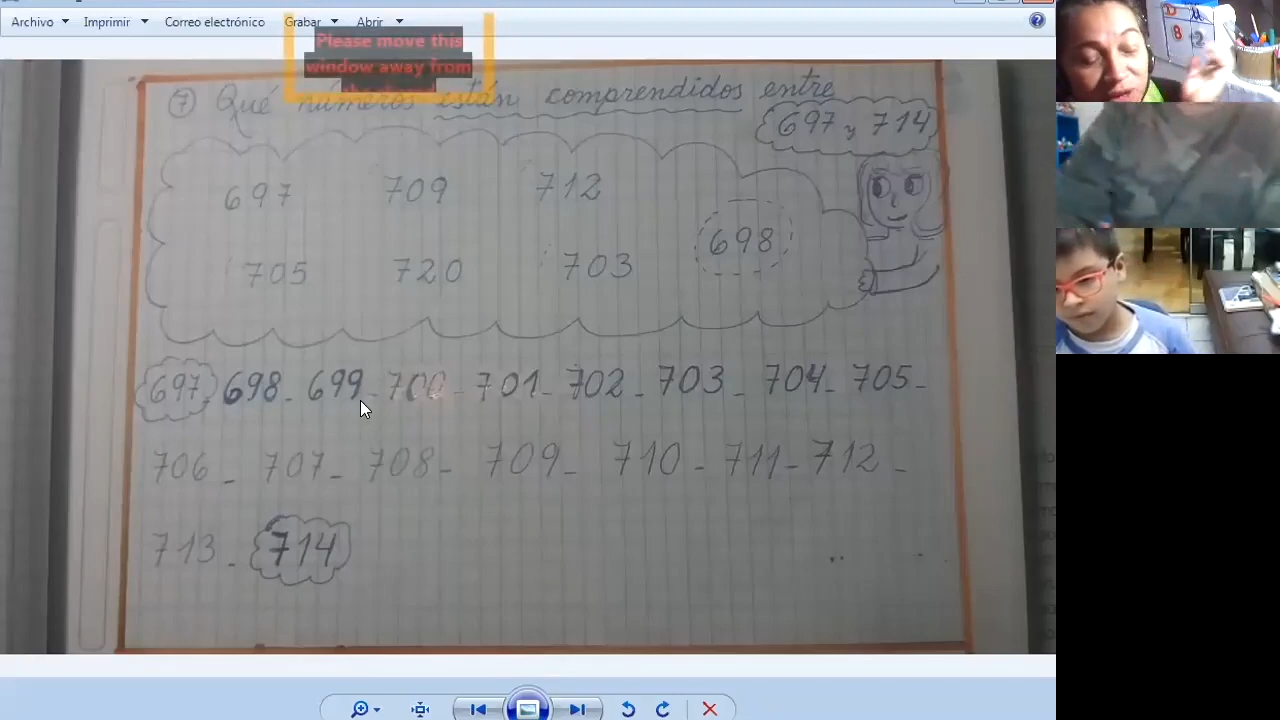 Archivo Imprimir Correo electrónico Grabar Abrir
Please move this
window away from
7 Qué números están comprendidos entre
697 y 714
697 709 712
698
705 720 703
697 698 - 699 - 700 - 701 - 702 - 703 - 704 - 705 -
706 - 707 - 708 - 709 - 710 - 711 - 712 -
713 - 714
8 2